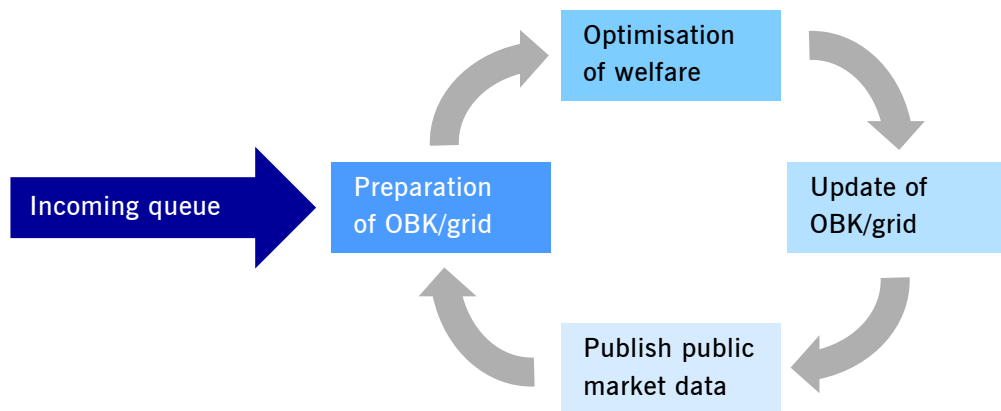 Optimisation
of welfare
Incoming queue
Preparation
of OBK/grid
Update of
OBK/grid
Publish public
market data